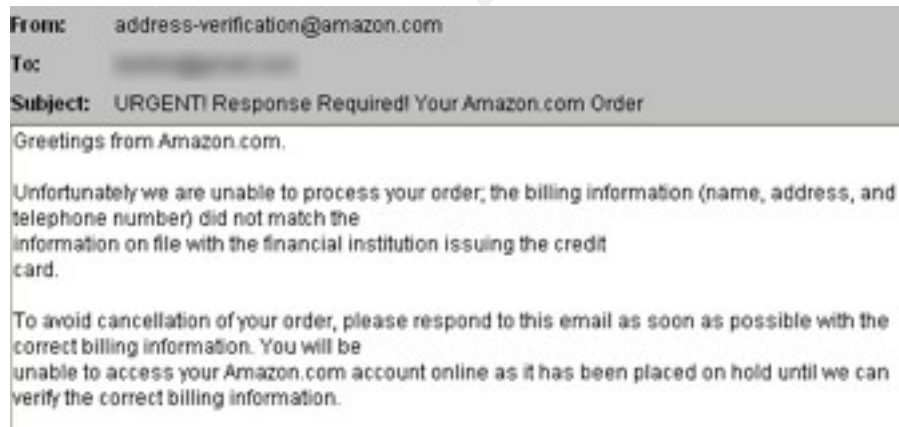 From: address-verification@amazon.com
To:
Subject: URGENT! Response Required! Your Amazon.com Order
Greetings from Amazon.com.
Unfortunately we are unable to process your order; the billing information (name, address, and
telephone number) did not match the
information on file with the financial institution issuing the credit
card.
To avoid cancellation of your order, please respond to this email as soon as possible with the
correct billing information. You will be
unable to access your Amazon.com account online as it has been placed on hold until we can
verify the correct billing information.